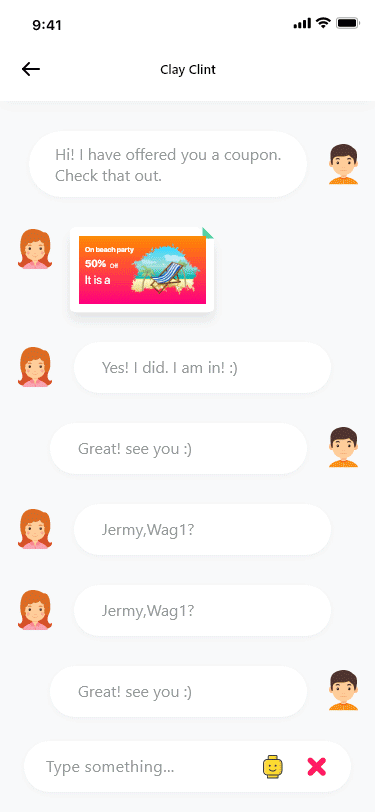 9:41
Clay Clint
Hi! I have offered you a coupon.
Check that out.
On beach party
50% Off
It is a
Yes! I did. I am in! :)
Great! see you :)
Jermy,Wag1?
Jermy,Wag1?
Great! see you :)
Type something...